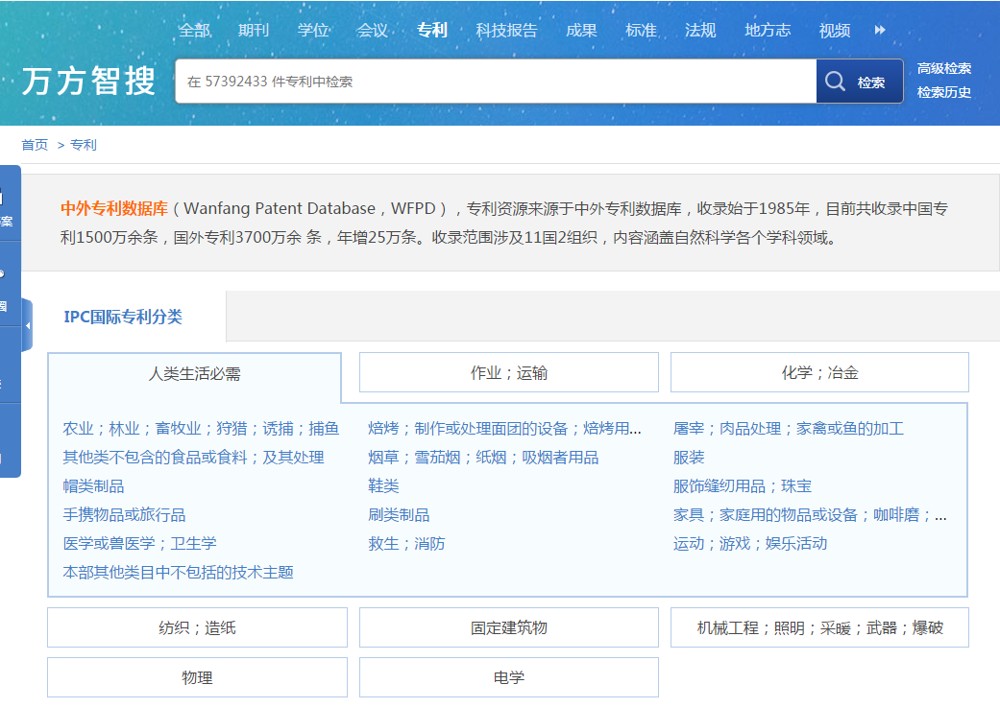 全部 期刊 学位 会议 专利 科技报告 成果 标准 法规 地方志 视频
万方智搜
在 57392433 件专利中检索
检索
高级检索
检索历史
首页 > 专利
案
中外专利数据库（Wanfang Patent Database，WFPD），专利资源来源于中外专利数据库，收录始于1985年，目前共收录中国专
利1500万余条，国外专利3700万余 条，年增25万条。收录范围涉及11国2组织，内容涵盖自然科学各个学科领域。
IPC国际专利分类
人类生活必需 作业；运输 化学；冶金
农业；林业；畜牧业；狩猎；诱捕；捕鱼 焙烤；制作或处理面团的设备；焙烤用... 屠宰；肉品处理；家禽或鱼的加工
其他类不包含的食品或食料；及其处理 烟草；雪茄烟；纸烟；吸烟者用品 服装
帽类制品 鞋类 服饰缝纫用品；珠宝
手携物品或旅行品 刷类制品 家具；家庭用的物品或设备；咖啡磨；...
医学或兽医学；卫生学 救生；消防 运动；游戏；娱乐活动
本部其他类目中不包括的技术主题
纺织；造纸 固定建筑物 机械工程；照明；采暖；武器；爆破
物理 电学